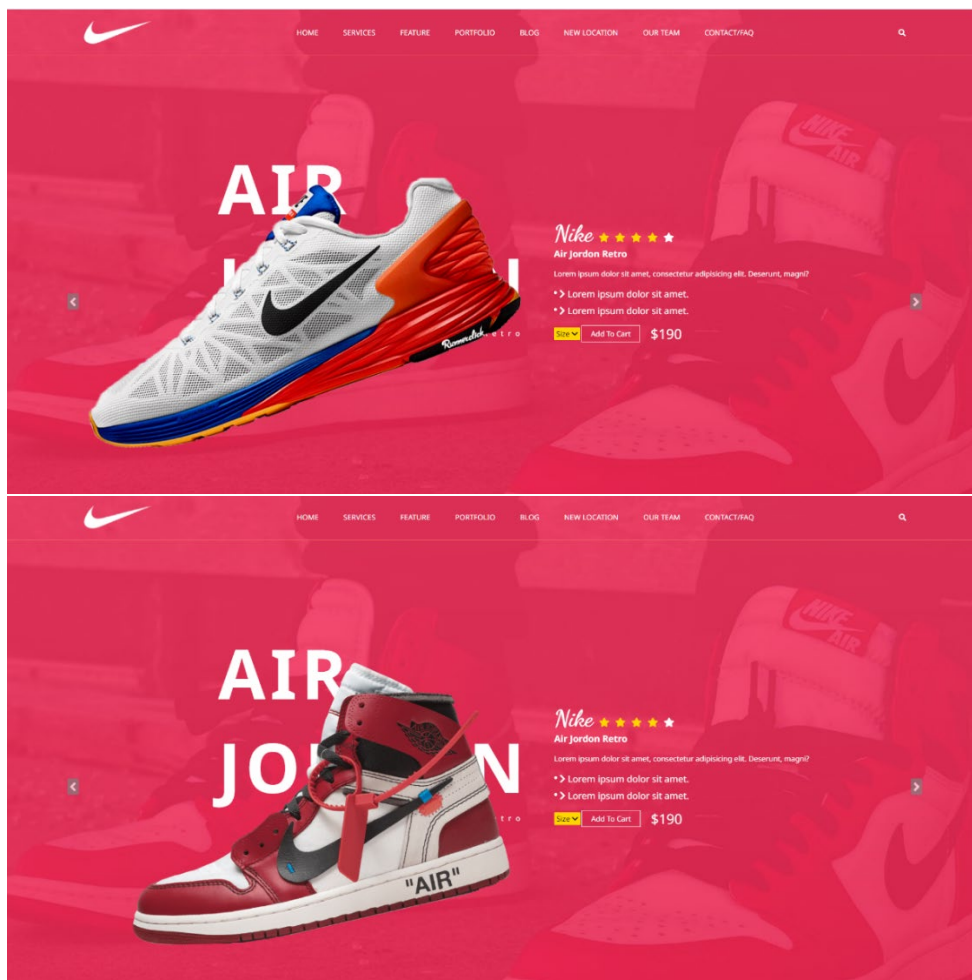 HOME SERVICES FEATURE PORTFOLIO BLOG NEW LOCATION OUR TEAM CONTACT/FAQ
NIKE
AIR
AIR
Nike
Air Jordon Retro
Lorem ipsum dolor sit amet, consectetur adipisicing elit. Deserunt, magni?
Lorem ipsum dolor sit amet.
Lorem ipsum dolor sit amet.
Size Add To Cart $190
HOME SERVICES FEATURE PORTFOLIO BLOG NEW LOCATION OUR TEAM CONTACT/FAQ
NIKE
AIR
AIR
Nike
Air Jordon Retro
Lorem ipsum dolor sit amet, consectetur adipisicing elit. Deserunt, magni?
Lorem ipsum dolor sit amet.
Lorem ipsum dolor sit amet.
Size Add To Cart $190
"AIR"